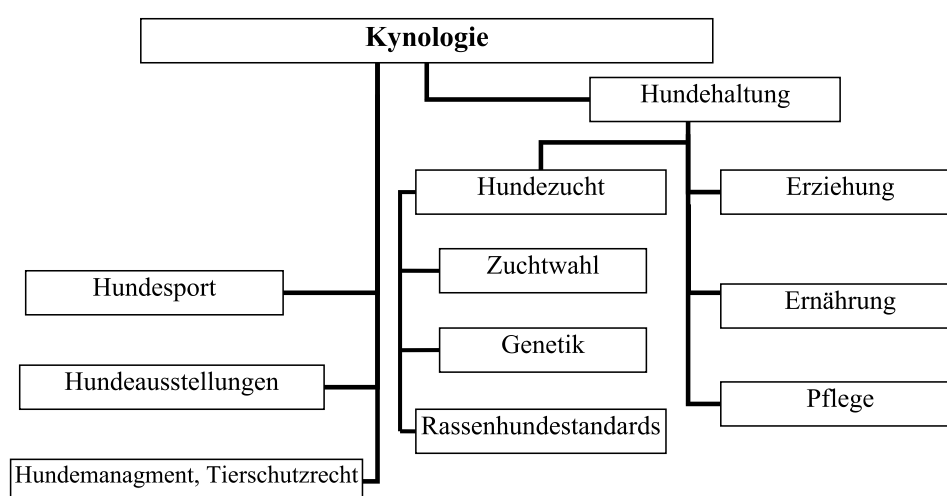 Kynologie
Hundehaltung
Hundezucht
Erziehung
Zuchtwahl
Hundesport
Ernährung
Genetik
Hundeausstellungen
Pflege
Rassenhundestandards
Hundemanagment, Tierschutzrecht